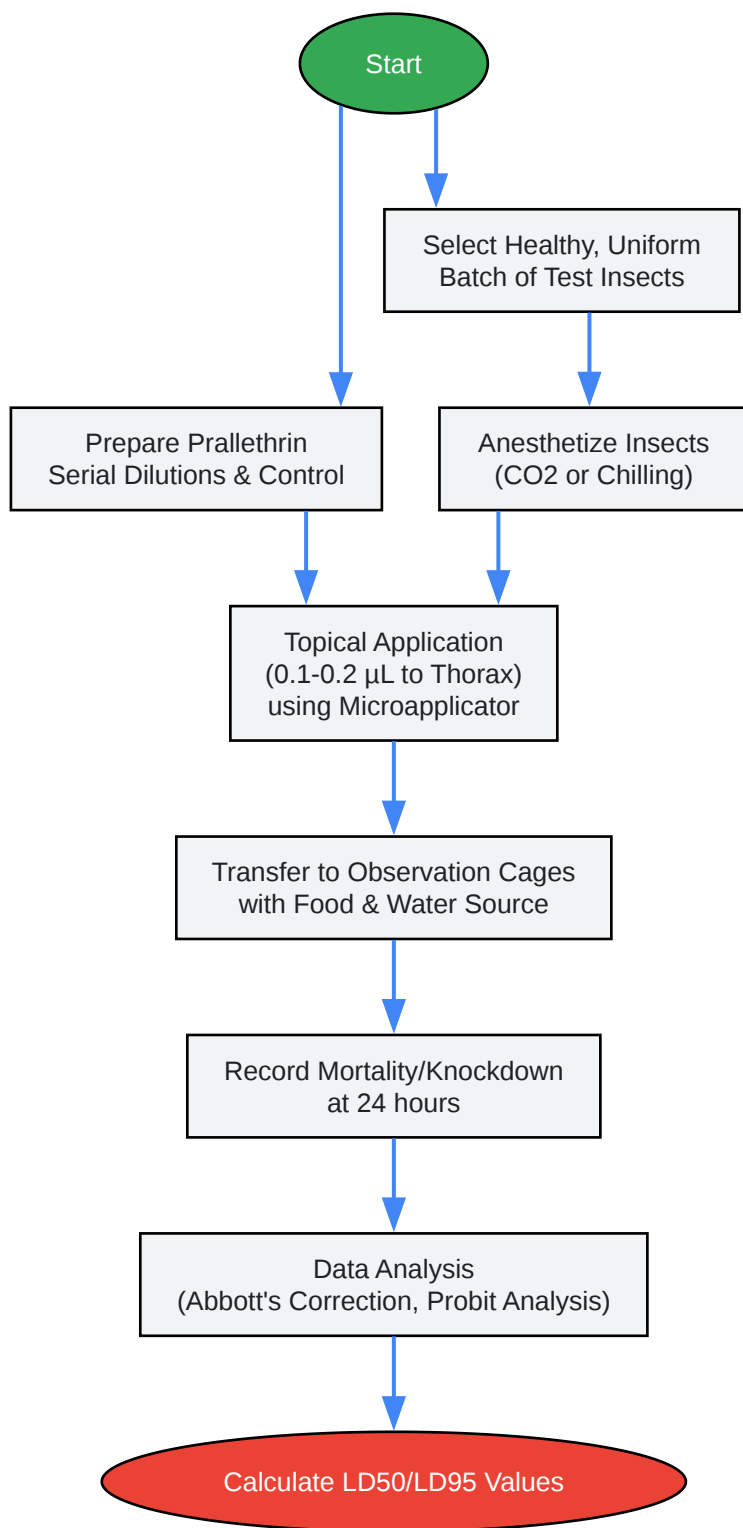 Start
Select Healthy, Uniform
Batch of Test Insects
Prepare Prallethrin
Serial Dilutions & Control
Anesthetize Insects
(CO2 or Chilling)
Topical Application
(0.1-0.2 µL to Thorax)
using Microapplicator
Transfer to Observation Cages
with Food & Water Source
Record Mortality/Knockdown
at 24 hours
Data Analysis
(Abbott's Correction, Probit Analysis)
Calculate LD50/LD95 Values